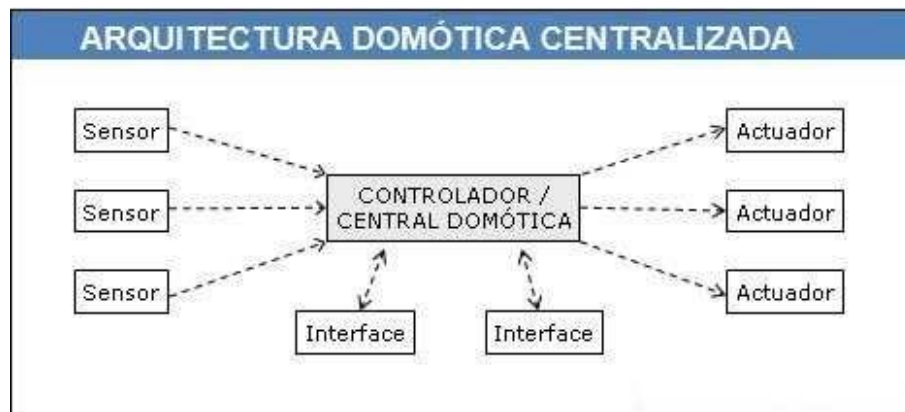 ARQUITECTURA DOMÓTICA CENTRALIZADA
Sensor
Actuador
CONTROLADOR /
CENTRAL DOMÓTICA
Sensor
Actuador
Sensor
Actuador
Interface
Interface